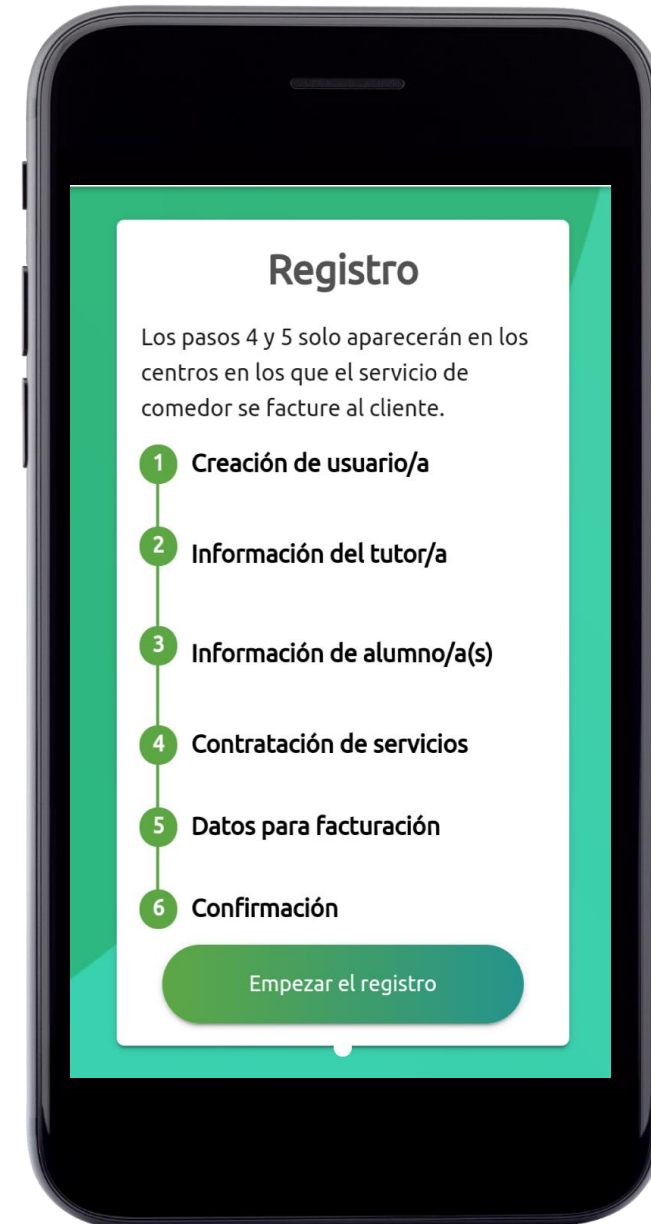 Registro
Los pasos 4 y 5 solo aparecerán en los
centros en los que el servicio de
comedor se facture al cliente.
1 Creación de usuario/a
2 Información del tutor/a
3 Información de alumno/a(s)
4 Contratación de servicios
5 Datos para facturación
6 Confirmación
Empezar el registro